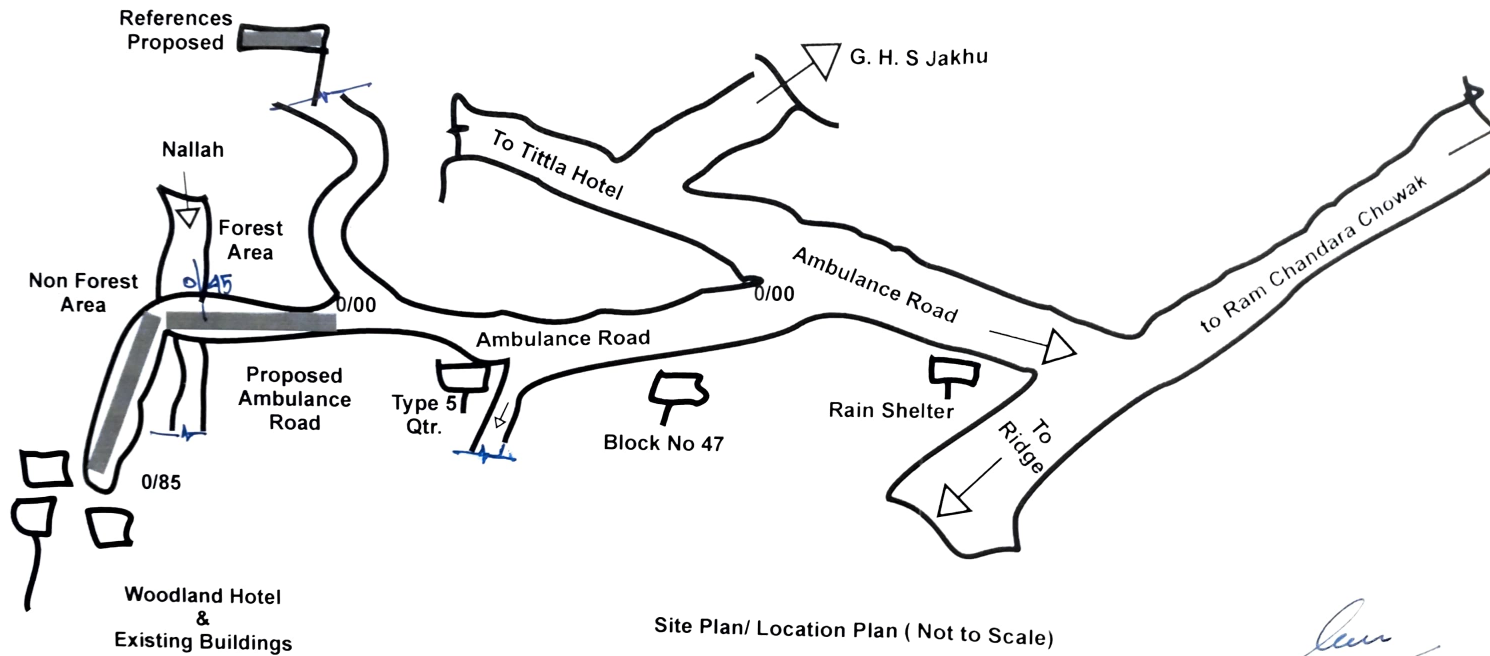 References
Proposed
G. H. S Jakhu
Nallah
To Tittla Hotel
Forest
Area
Non Forest
Area
0/45
0/00
0/00
Ambulance Road
to Ram Chandara Chowak
Ambulance Road
Proposed
Ambulance
Road
Type 5
Qtr.
Block No 47
Rain Shelter
To
Ridge
0/85
Woodland Hotel
&
Existing Buildings
Site Plan/ Location Plan ( Not to Scale)